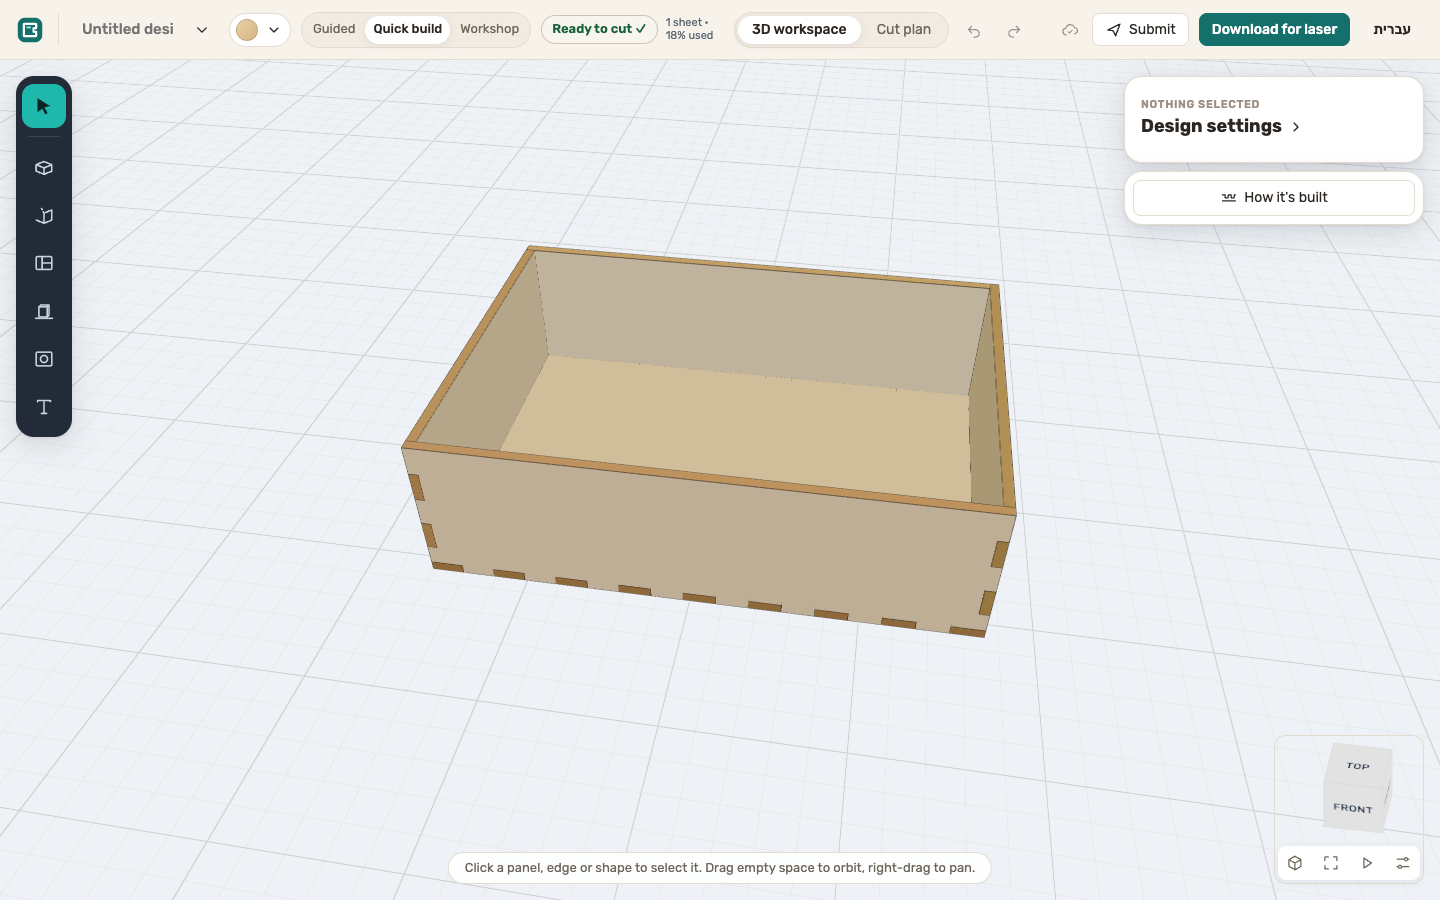 Untitled desi
Guided
Quick build
Workshop
Ready to cut ✓
1 sheet •
18% used
3D workspace
Cut plan
Submit
Download for laser
עברית
NOTHING SELECTED
Design settings
How it's built
TOP
FRONT
Click a panel, edge or shape to select it. Drag empty space to orbit, right-drag to pan.